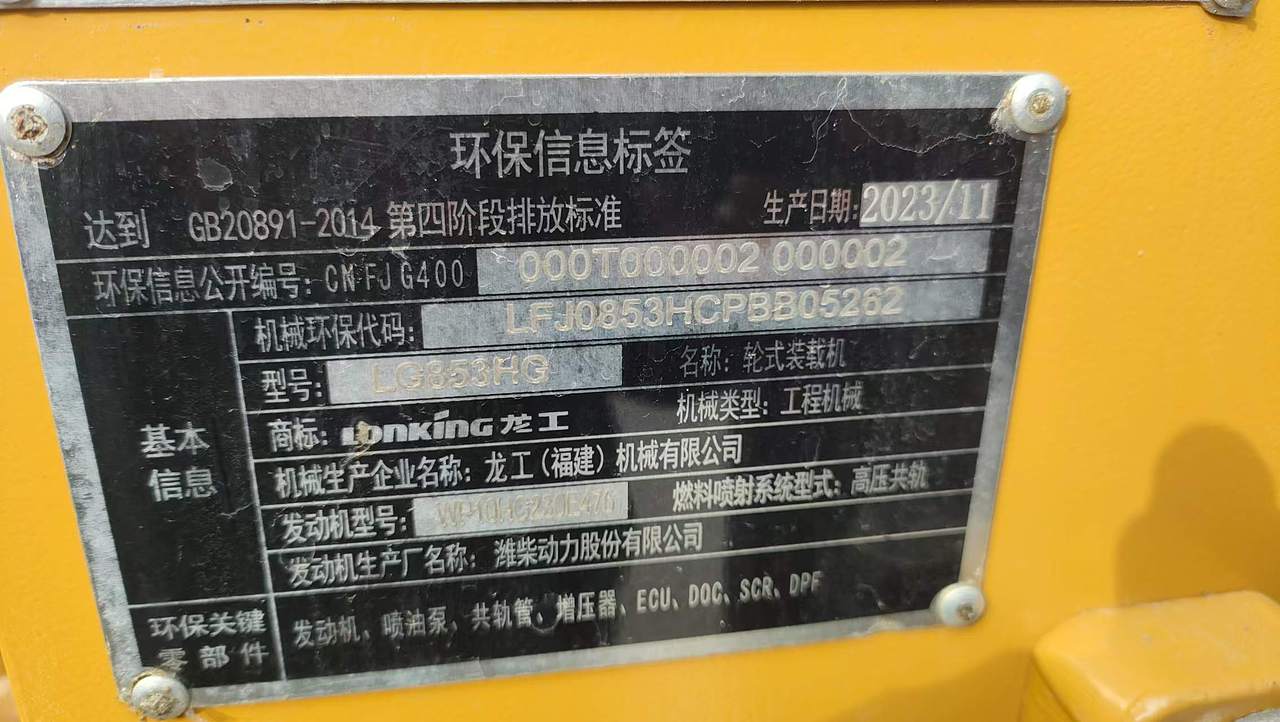 环保信息标签
达到 GB20891-2014 第四阶段排放标准 生产日期: 2023/11
环保信息公开编号: CN FJ G400 000T000002 000002
基本信息
机械环保代码: LFJ0853HCPBB05262
型号: LG853HG 名称: 轮式装载机
商标: LONKING 龙工 机械类型: 工程机械
机械生产企业名称: 龙工(福建)机械有限公司
发动机型号: WP10HG230E476 燃料喷射系统型式: 高压共轨
发动机生产厂名称: 潍柴动力股份有限公司
环保关键零部件
发动机、喷油泵、共轨管、增压器、ECU、DOC、SCR、DPF